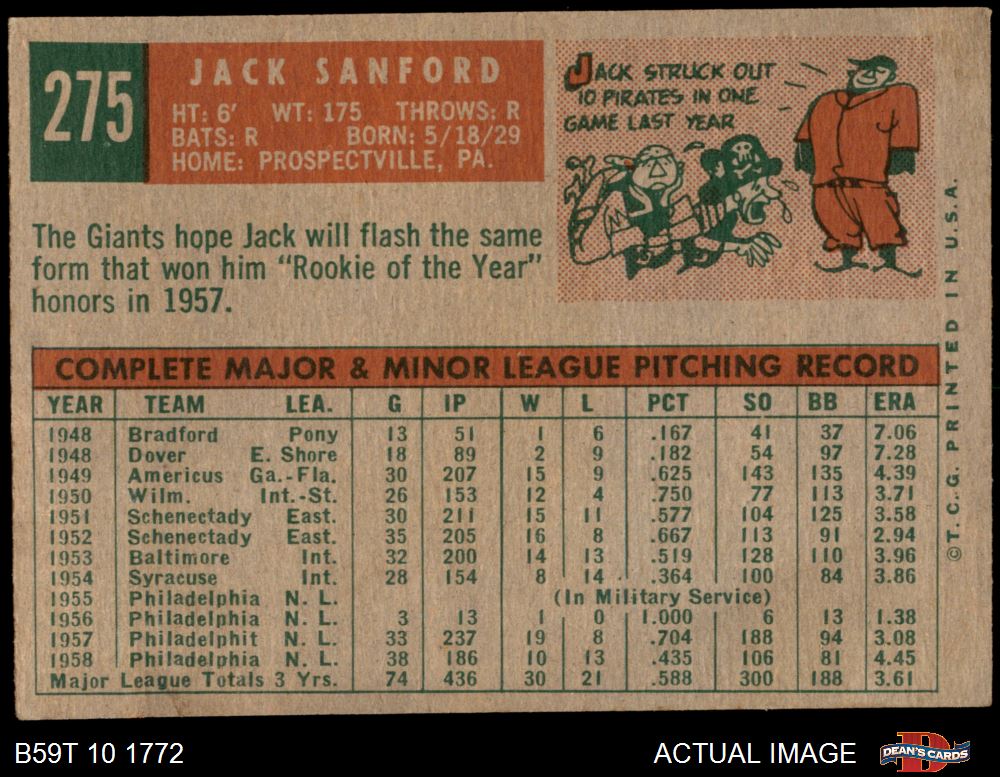 275
JACK SANFORD
HT: 6' WT: 175 THROWS: R
BATS: R BORN: 5/18/29
HOME: PROSPECTVILLE, PA.
JACK STRUCK OUT
10 PIRATES IN ONE
GAME LAST YEAR
The Giants hope Jack will flash the same
form that won him "Rookie of the Year"
honors in 1957.
COMPLETE MAJOR & MINOR LEAGUE PITCHING RECORD
YEAR TEAM LEA. G IP W L PCT SO BB ERA
1948 Bradford Pony 13 51 1 6 .167 41 37 7.06
1948 Dover E. Shore 18 89 2 9 .182 54 97 7.28
1949 Americus Ga.-Fla. 30 207 15 9 .625 143 135 4.39
1950 Wilm. Int.-St. 26 153 12 4 .750 77 113 3.71
1951 Schenectady East. 30 211 15 11 .577 104 125 3.58
1952 Schenectady East. 35 205 16 8 .667 113 91 2.94
1953 Baltimore Int. 32 200 14 13 .519 128 110 3.96
1954 Syracuse Int. 28 154 8 14 .364 100 84 3.86
1955 Philadelphia N. L. (In Military Service)
1956 Philadelphia N. L. 3 13 1 0 1.000 6 13 1.38
1957 Philadelphit N. L. 33 237 19 8 .704 188 94 3.08
1958 Philadelphia N. L. 38 186 10 13 .435 106 81 4.45
Major League Totals 3 Yrs. 74 436 30 21 .588 300 188 3.61
©T. C. G. PRINTED IN U.S.A.
B59T 10 1772
ACTUAL IMAGE
DEAN'S CARDS